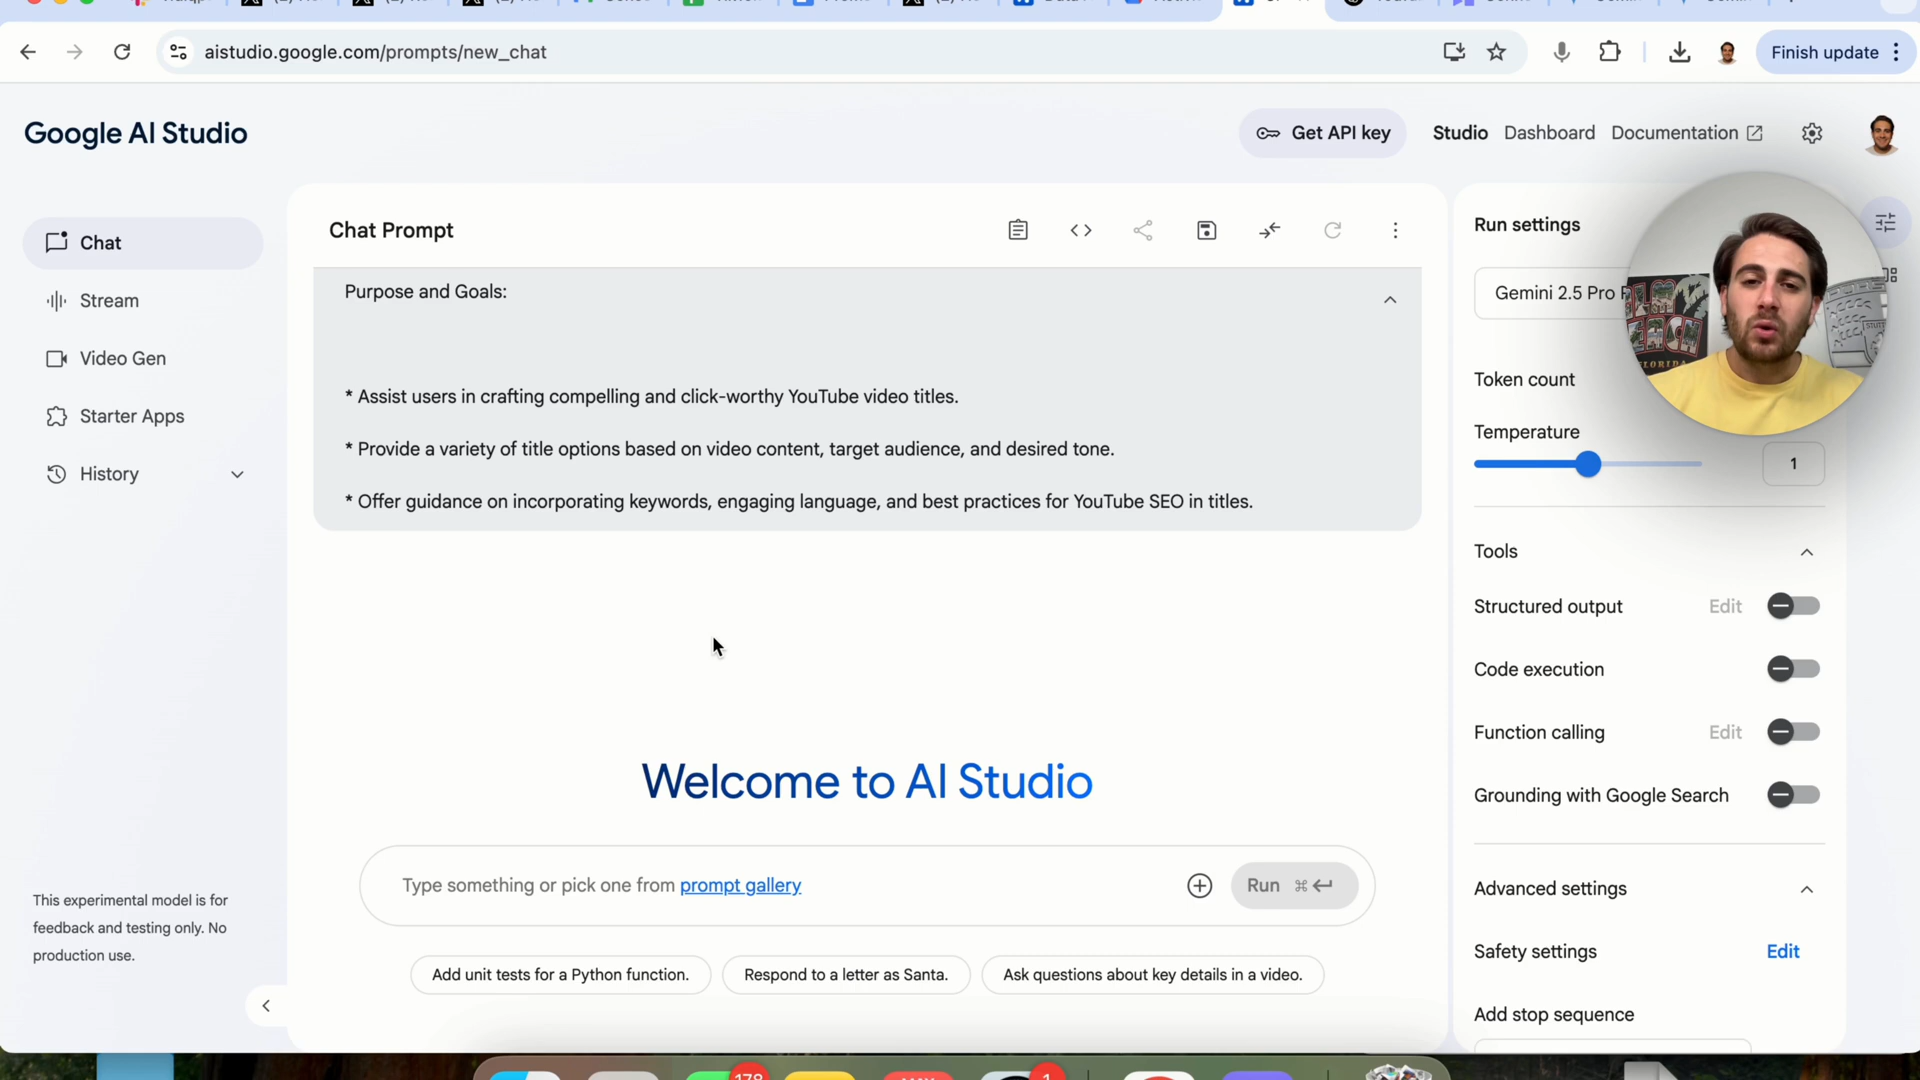 aistudio.google.com/prompts/new_chat
Finish update
Google AI Studio
Get API key
Studio
Dashboard
Documentation
Chat
Stream
Video Gen
Starter Apps
History
This experimental model is for
feedback and testing only. No
production use.
Chat Prompt
Purpose and Goals:
* Assist users in crafting compelling and click-worthy YouTube video titles.
* Provide a variety of title options based on video content, target audience, and desired tone.
* Offer guidance on incorporating keywords, engaging language, and best practices for YouTube SEO in titles.
Welcome to AI Studio
Type something or pick one from prompt gallery
Run ⌘
Add unit tests for a Python function.
Respond to a letter as Santa.
Ask questions about key details in a video.
Run settings
Gemini 2.5 Pro
Token count
Temperature
1
Tools
Structured output Edit
Code execution
Function calling Edit
Grounding with Google Search
Advanced settings
Safety settings Edit
Add stop sequence
178
1